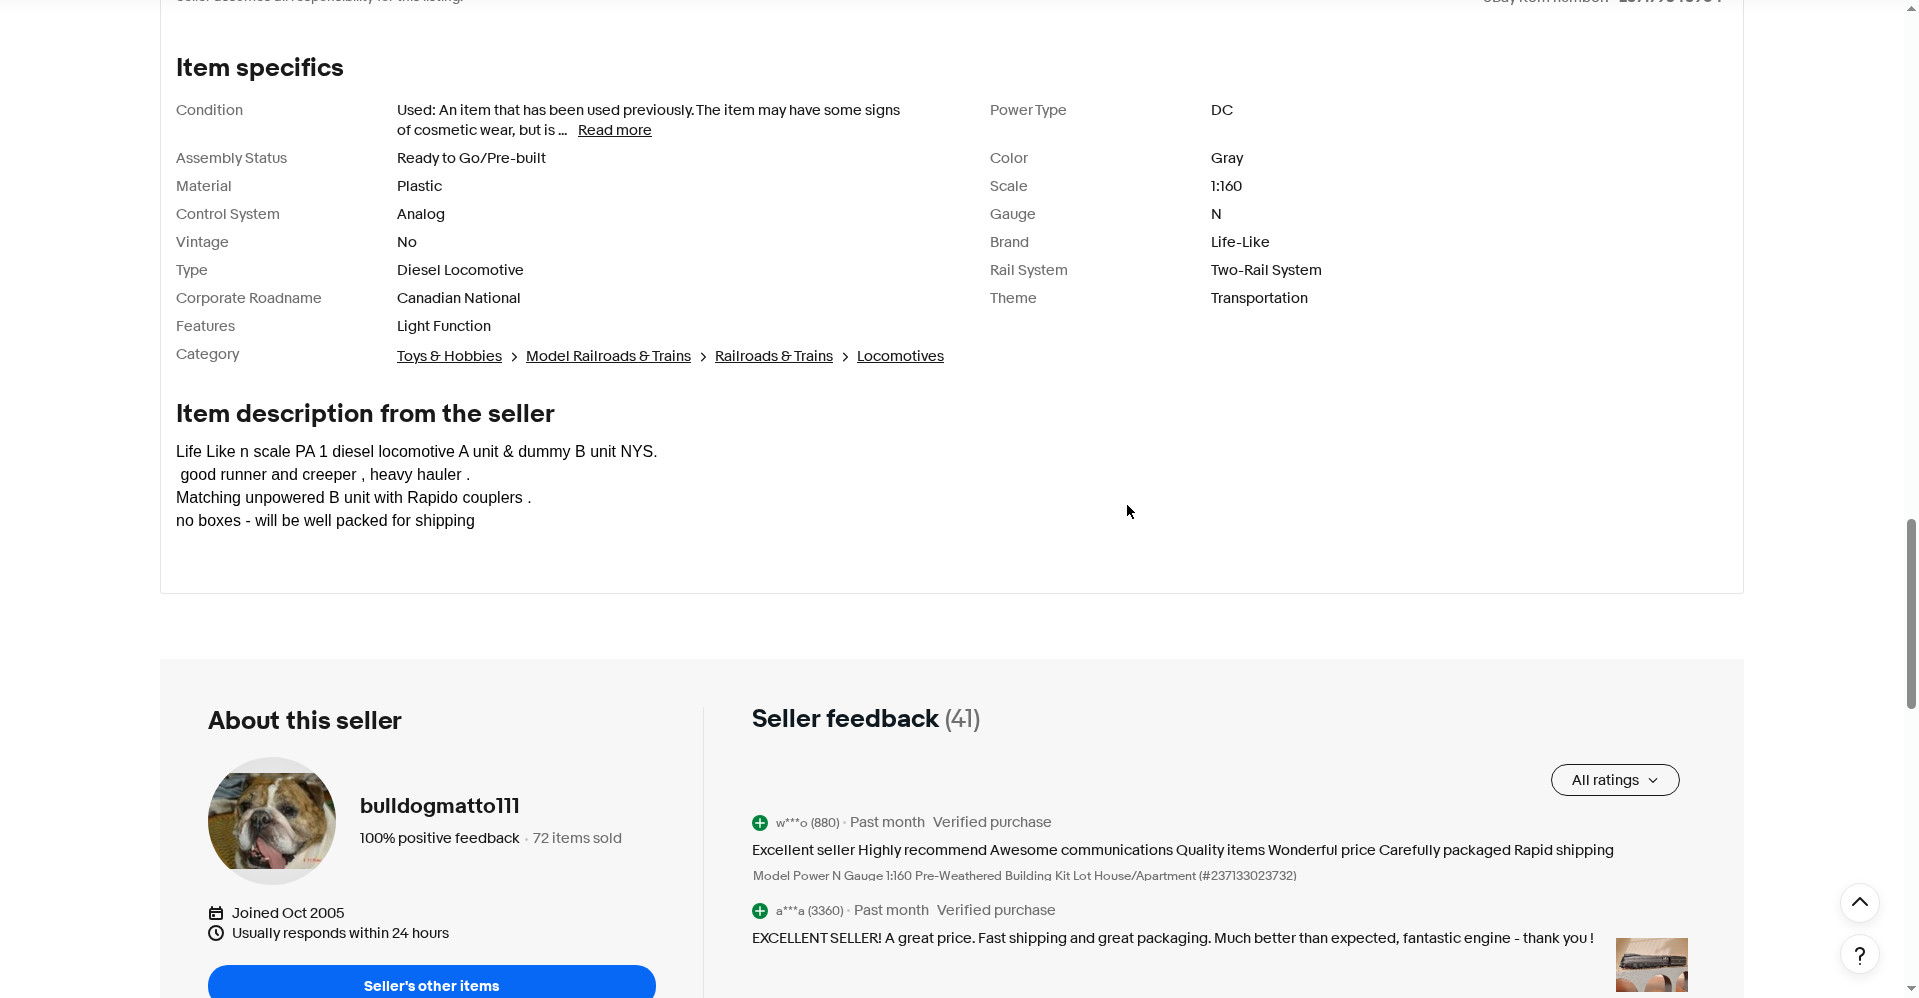 Item specifics
Condition
Used: An item that has been used previously. The item may have some signs
of cosmetic wear, but is ... Read more
Power Type
DC
Assembly Status
Ready to Go/Pre-built
Color
Gray
Material
Plastic
Scale
1:160
Control System
Analog
Gauge
N
Vintage
No
Brand
Life-Like
Type
Diesel Locomotive
Rail System
Two-Rail System
Corporate Roadname
Canadian National
Theme
Transportation
Features
Light Function
Category
Toys & Hobbies > Model Railroads & Trains > Railroads & Trains > Locomotives
Item description from the seller
Life Like n scale PA 1 diesel locomotive A unit & dummy B unit NYS.
good runner and creeper , heavy hauler .
Matching unpowered B unit with Rapido couplers .
no boxes - will be well packed for shipping
About this seller
bulldogmatto111
100% positive feedback · 72 items sold
Joined Oct 2005
Usually responds within 24 hours
Seller's other items
Seller feedback (41)
All ratings
w***o (880) · Past month Verified purchase
Excellent seller Highly recommend Awesome communications Quality items Wonderful price Carefully packaged Rapid shipping
Model Power N Gauge 1:160 Pre-Weathered Building Kit Lot House/Apartment (#237133023732)
a***a (3360) · Past month Verified purchase
EXCELLENT SELLER! A great price. Fast shipping and great packaging. Much better than expected, fantastic engine - thank you !
?